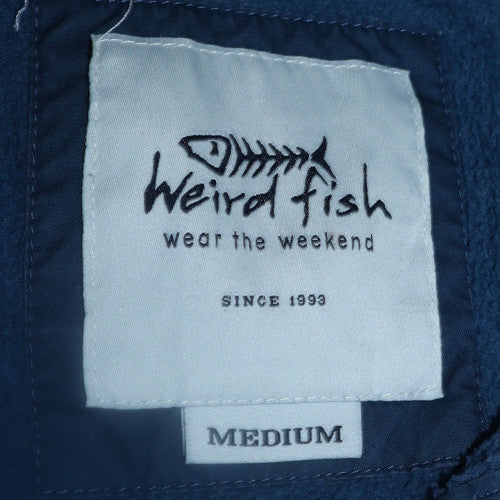 Weird fish
wear the weekend
SINCE 1993
MEDIUM